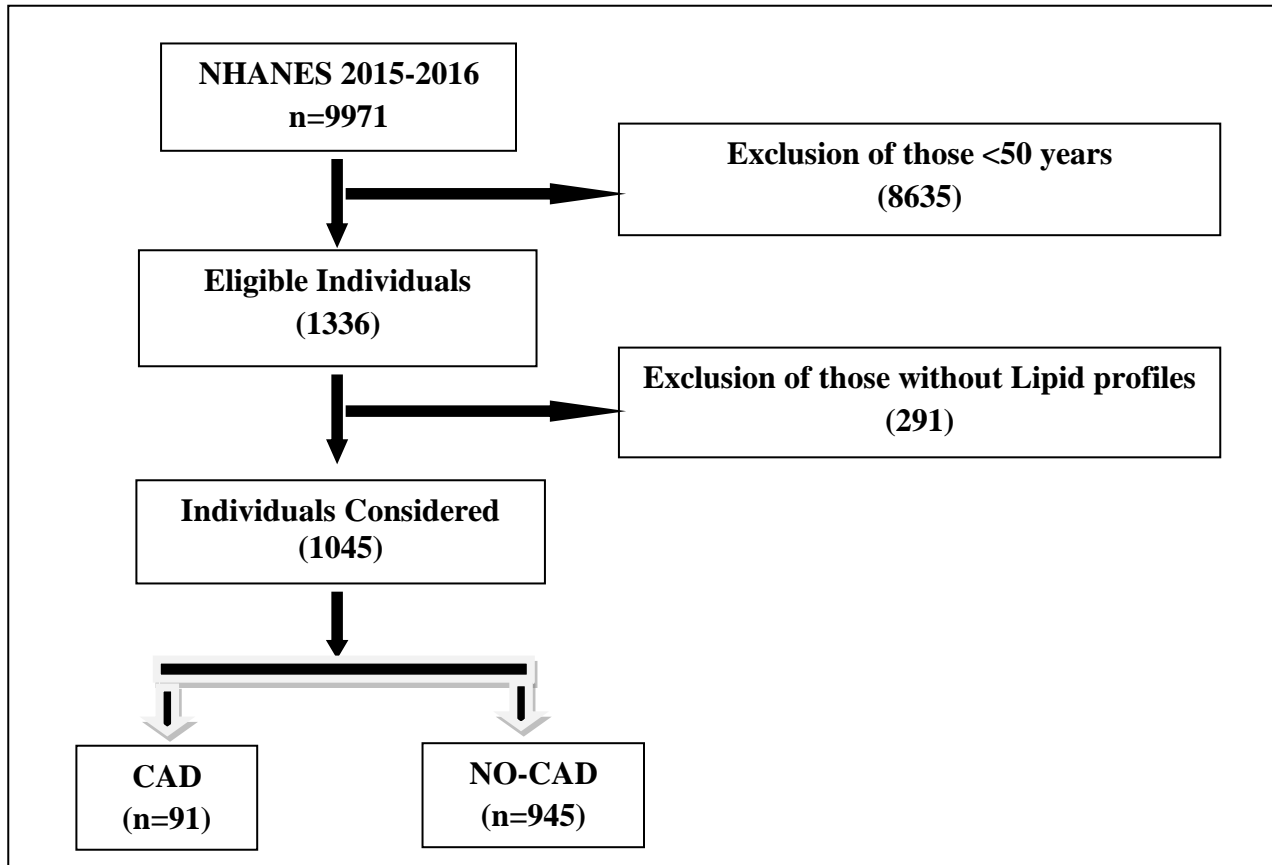 NHANES 2015-2016
n=9971
Exclusion of those <50 years
(8635)
Eligible Individuals
(1336)
Exclusion of those without Lipid profiles
(291)
Individuals Considered
(1045)
CAD
(n=91)
NO-CAD
(n=945)